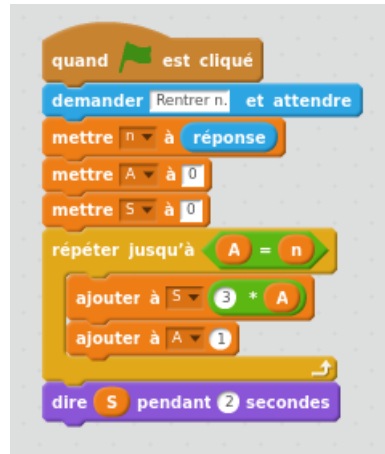 quand est cliqué
demander Rentrer n. et attendre
mettre n à réponse
mettre A à 0
mettre S à 0
répéter jusqu'à A = n
ajouter à S 3 * A
ajouter à A 1
dire S pendant 2 secondes